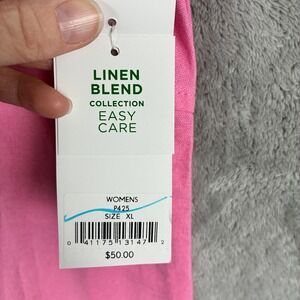 LINEN
BLEND
COLLECTION
EASY
CARE
WOMENS
P425
SIZE XL
0 41175 13147 2
$50.00